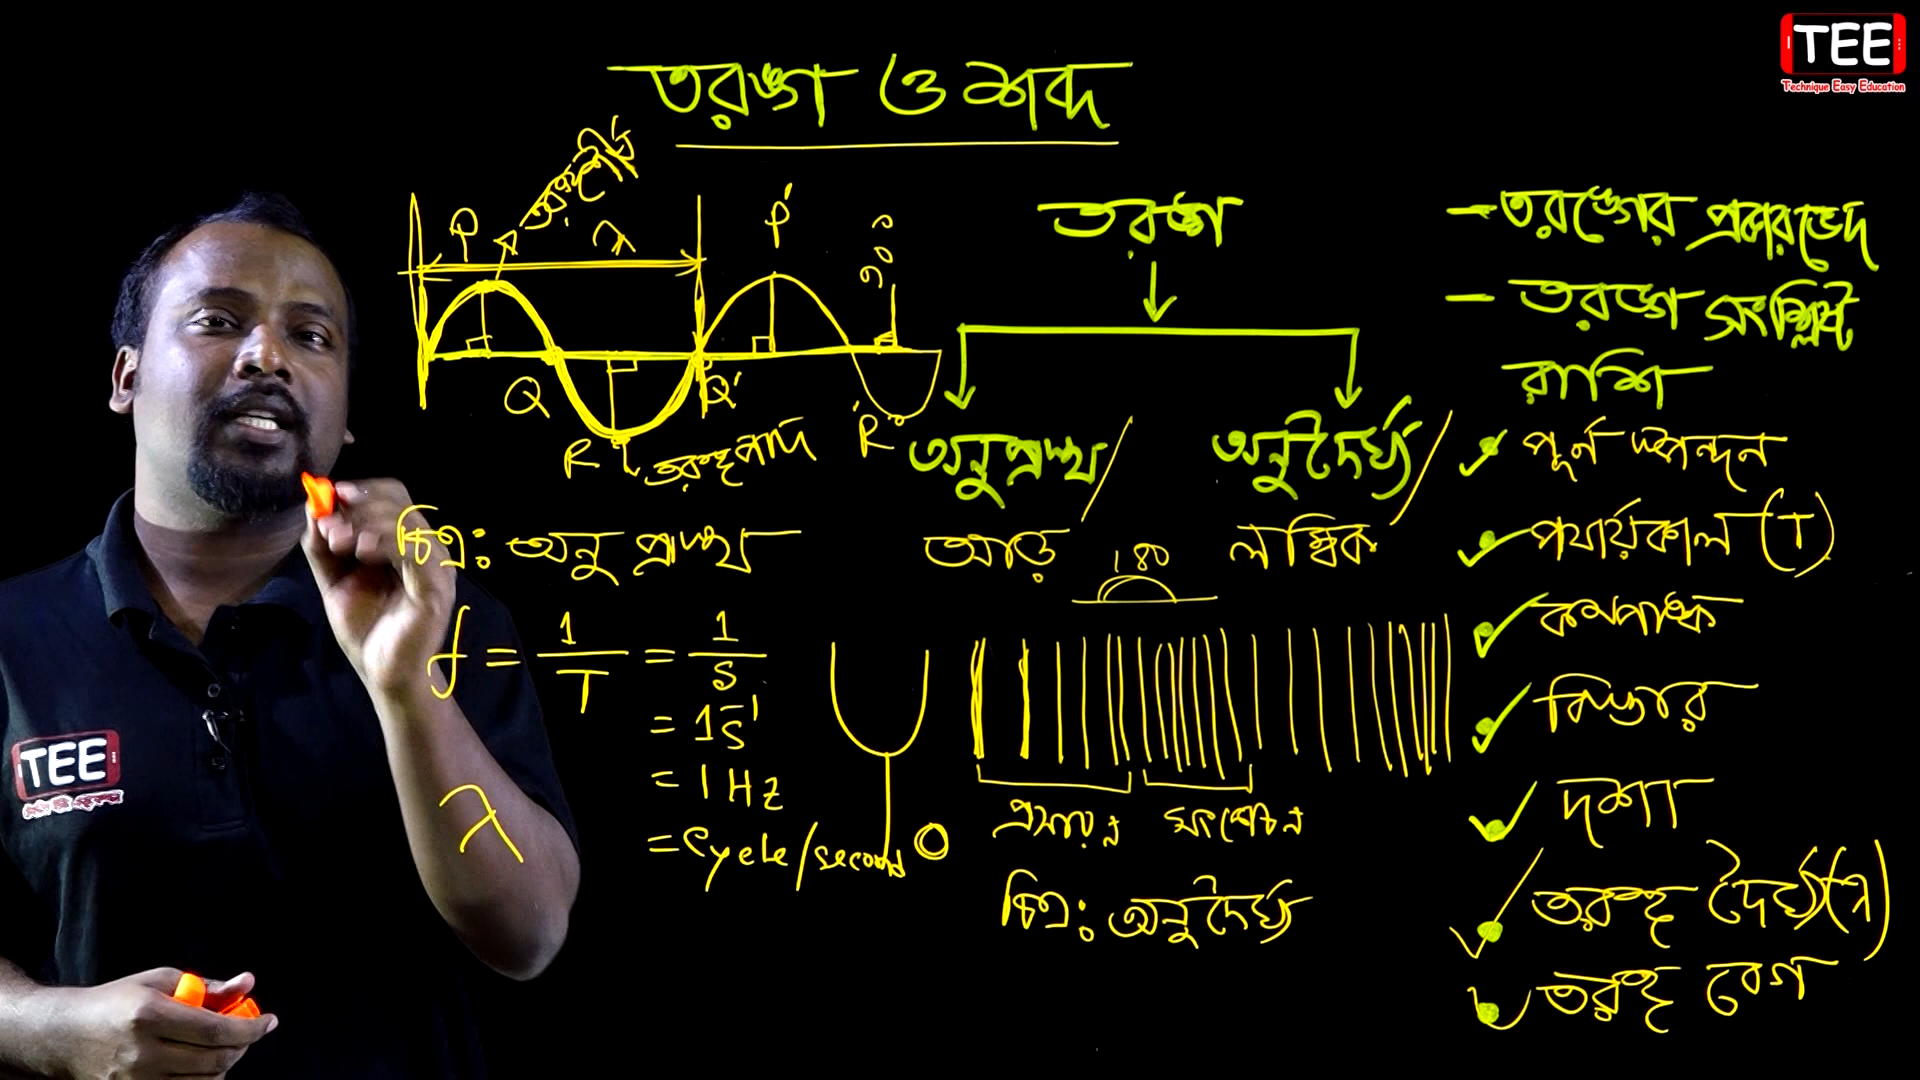 TEE
Technique Easy Education
তরঙ্গ ও শব্দ
তরঙ্গশীর্ষ
P
λ
P'
90°
Q
Q'
R
তরঙ্গপাদ
R'
চিত্র: অনুপ্রস্থ
তরঙ্গ
অনুপ্রস্থ/
অনুদৈর্ঘ্য/
আড়
লম্বিক
180
f = 1/T = 1/S
= 1S⁻¹
= 1 Hz
= Cycle/second
λ
প্রসারণ
সংকোচন
চিত্র: অনুদৈর্ঘ্য
- তরঙ্গের প্রকারভেদ
- তরঙ্গ সংশ্লিষ্ট
রাশি
পূর্ণ স্পন্দন
পর্যায়কাল (T)
কম্পাঙ্ক
বিস্তার
দশা
তরঙ্গ দৈর্ঘ্য (λ)
তরঙ্গ বেগ
TEE